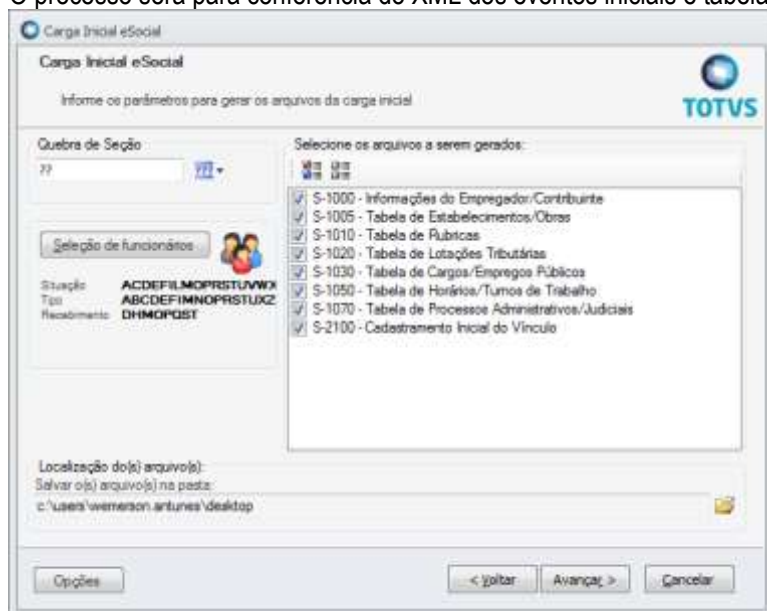 O processo será para conferência do XML dos eventos iniciais e tabela
Carga Inicial eSocial
Carga Inicial eSocial
Informe os parâmetros para gerar os arquivos da carga inicial
TOTVS
Quebra de Seção
??
Selecione os arquivos a serem gerados:
S-1000 - Informações do Empregador/Contribuinte
S-1005 - Tabela de Estabelecimentos/Obras
S-1010 - Tabela de Rubricas
S-1020 - Tabela de Lotações Tributárias
S-1030 - Tabela de Cargos/Empregos Públicos
S-1050 - Tabela de Horários/Turnos de Trabalho
S-1070 - Tabela de Processos Administrativos/Judiciais
S-2100 - Cadastramento Inicial do Vínculo
Seleção de funcionários
Situação ACDEFILMOPRSTUVWX
Tipo ABCDEFIMNOPRSTUXZ
Recebimento DHMOPQST
Localização do(s) arquivo(s):
Salvar o(s) arquivo(s) na pasta:
c:\users\wemerson.antunes\desktop
Opções
< Voltar
Avançar >
Cancelar